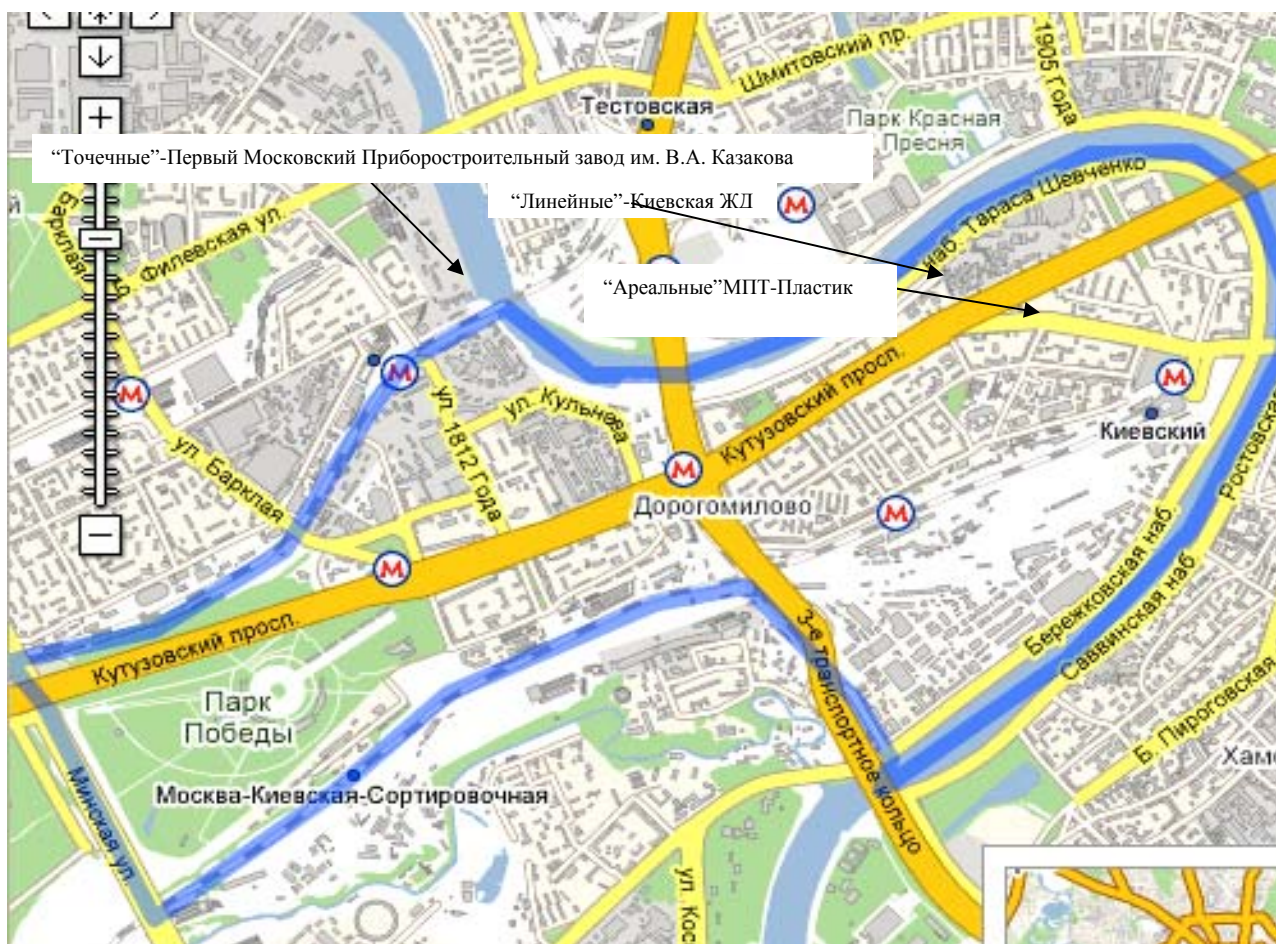 Шмитовский пр.
1905 Года
Тестовская
Парк Красная
Пресня
“Точечные”-Первый Московский Приборостроительный завод им. В.А. Казакова
“Линейные”-Киевская ЖД
М
наб. Тараса Шевченко
Барклая
Филевская ул.
“Ареальные”МПТ-Пластик
М
М
М
Киевский
Ростовская
ул. Кульнева
ул. 1812 Года
Кутузовский просп.
ул. Барклая
М
Дорогомилово
М
М
Бережковская наб.
Саввинская наб
3-е транспортное кольцо
Кутузовский просп.
Парк
Победы
Б. Пироговская
Хам
Минская ул.
Москва-Киевская-Сортировочная
ул. Кос